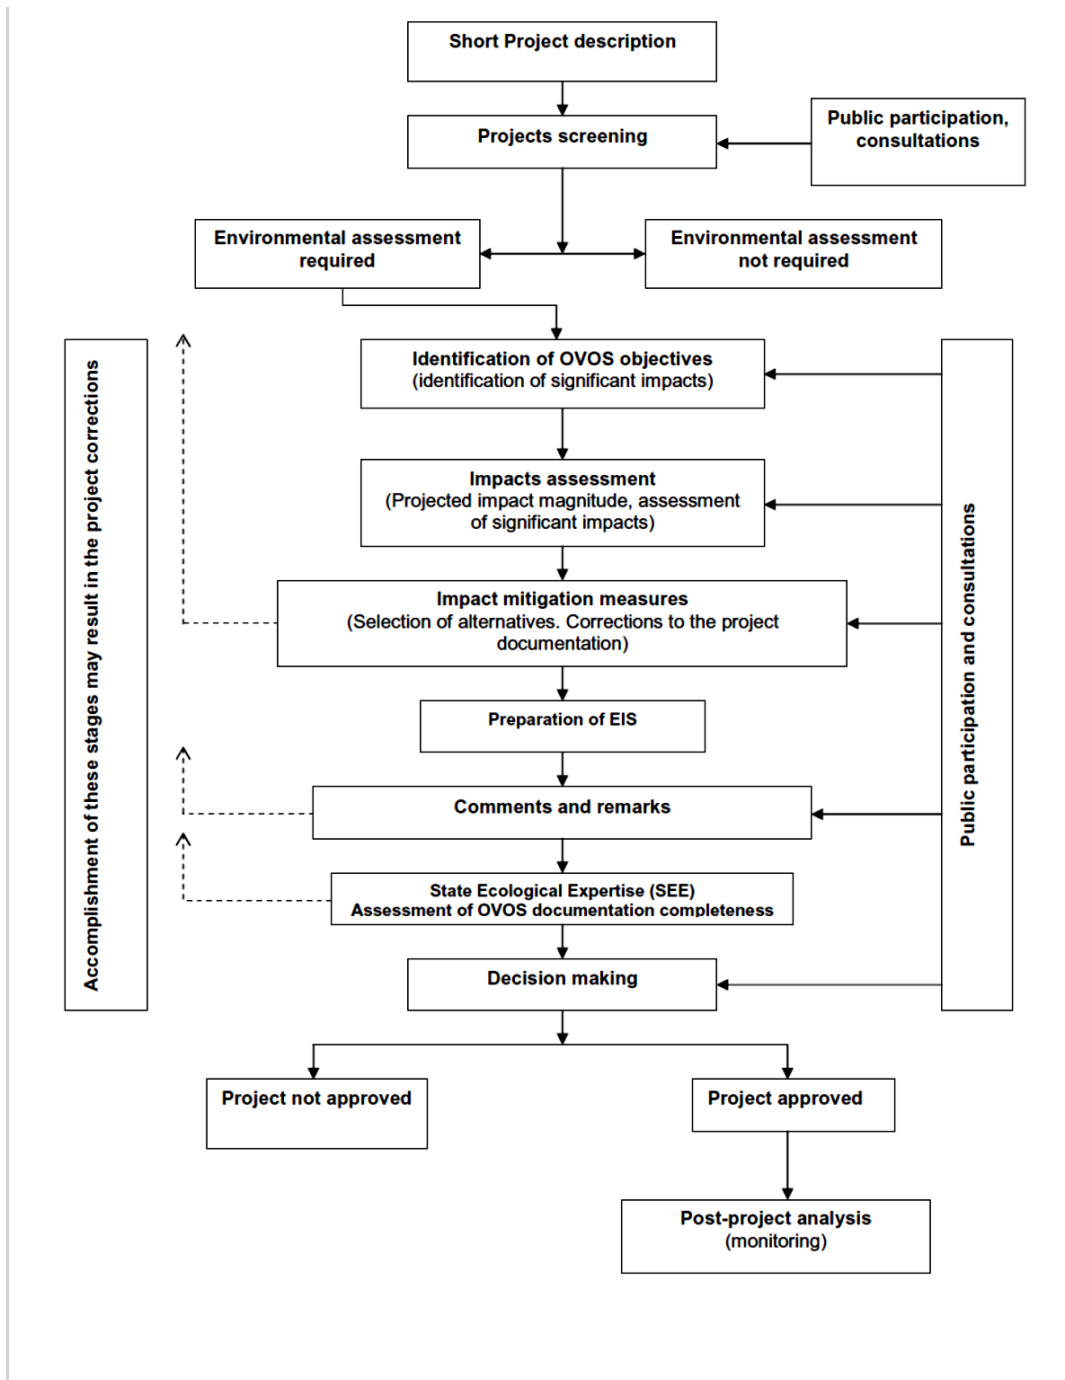 Short Project description
Projects screening
Public participation,
consultations
Environmental assessment
required
Environmental assessment
not required
Accomplishment of these stages may result in the project corrections
Identification of OVOS objectives
(identification of significant impacts)
Impacts assessment
(Projected impact magnitude, assessment
of significant impacts)
Impact mitigation measures
(Selection of alternatives. Corrections to the project
documentation)
Public participation and consultations
Preparation of EIS
Comments and remarks
State Ecological Expertise (SEE)
Assessment of OVOS documentation completeness
Decision making
Project not approved
Project approved
Post-project analysis
(monitoring)